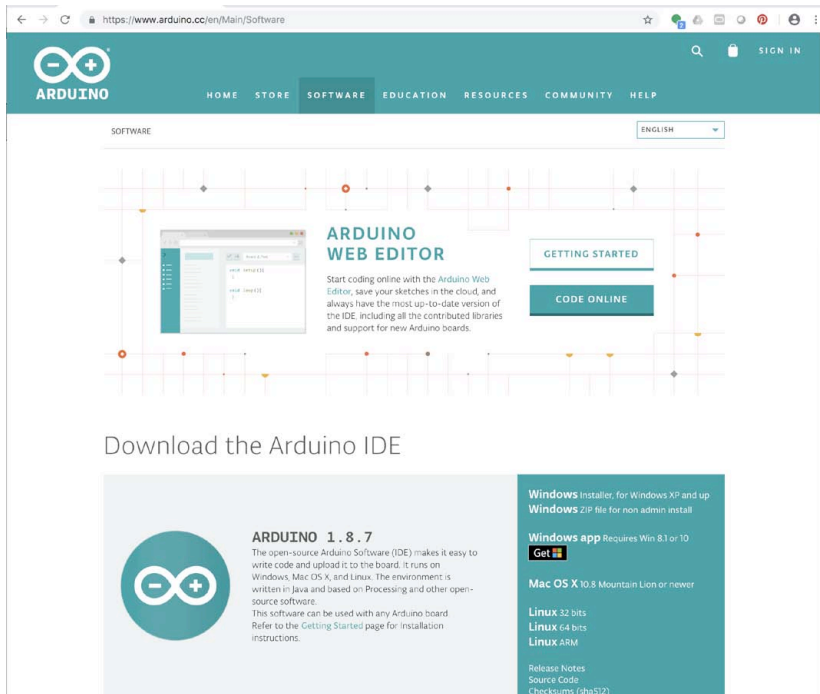 https://www.arduino.cc/en/Main/Software
SIGN IN
ARDUINO
HOME STORE SOFTWARE EDUCATION RESOURCES COMMUNITY HELP
SOFTWARE
ENGLISH
ARDUINO
WEB EDITOR
Start coding online with the Arduino Web
Editor, save your sketches in the cloud, and
always have the most up-to-date version of
the IDE, including all the contributed libraries
and support for new Arduino boards.
GETTING STARTED
CODE ONLINE
Download the Arduino IDE
ARDUINO 1.8.7
The open-source Arduino Software (IDE) makes it easy to
write code and upload it to the board. It runs on
Windows, Mac OS X, and Linux. The environment is
written in Java and based on Processing and other open-
source software.
This software can be used with any Arduino board.
Refer to the Getting Started page for Installation
instructions.
Windows Installer, for Windows XP and up
Windows ZIP file for non admin install
Windows app Requires Win 8.1 or 10
Get
Mac OS X 10.8 Mountain Lion or newer
Linux 32 bits
Linux 64 bits
Linux ARM
Release Notes
Source Code
Checksums (sha512)